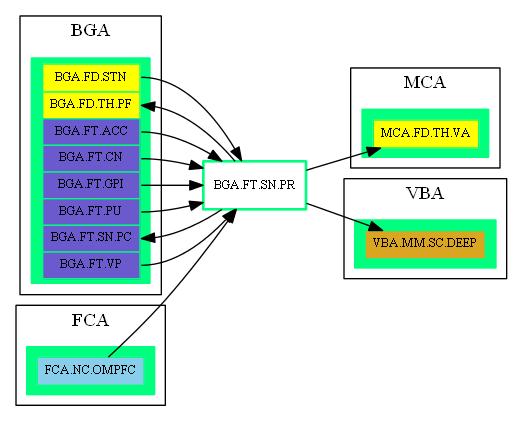 BGA
BGA.FD.STN
BGA.FD.TH.PF
BGA.FT.ACC
BGA.FT.CN
BGA.FT.GPI
BGA.FT.PU
BGA.FT.SN.PC
BGA.FT.VP
FCA
FCA.NC.OMPFC
BGA.FT.SN.PR
MCA
MCA.FD.TH.VA
VBA
VBA.MM.SC.DEEP